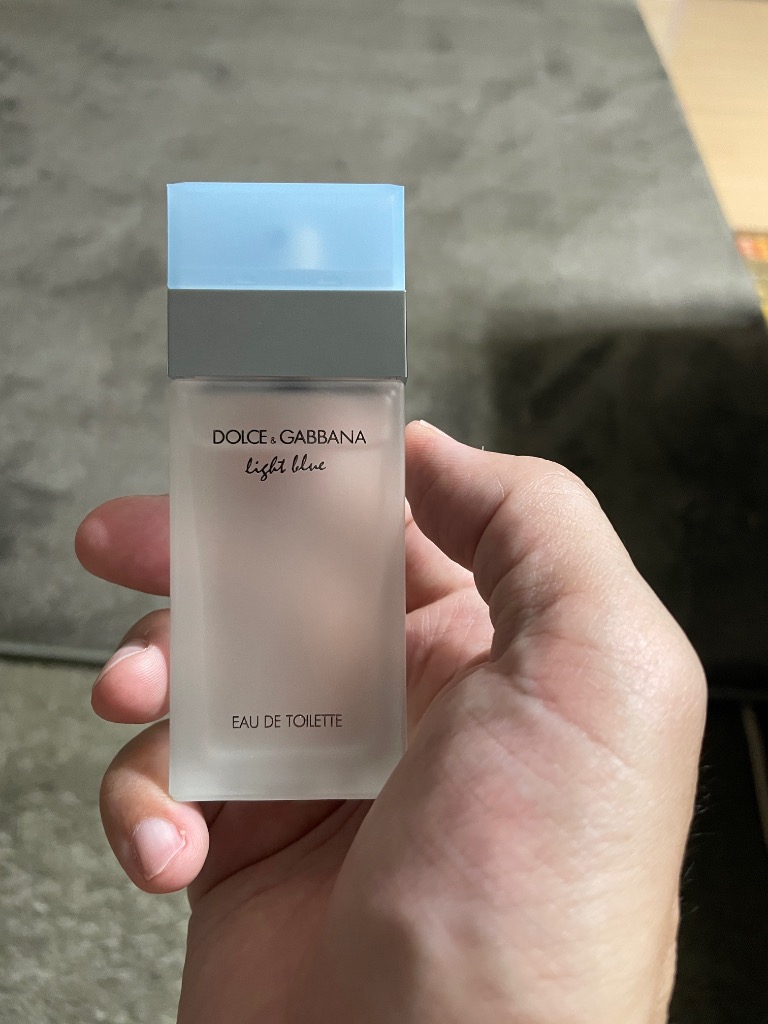 DOLCE & GABBANA
light blue
EAU DE TOILETTE